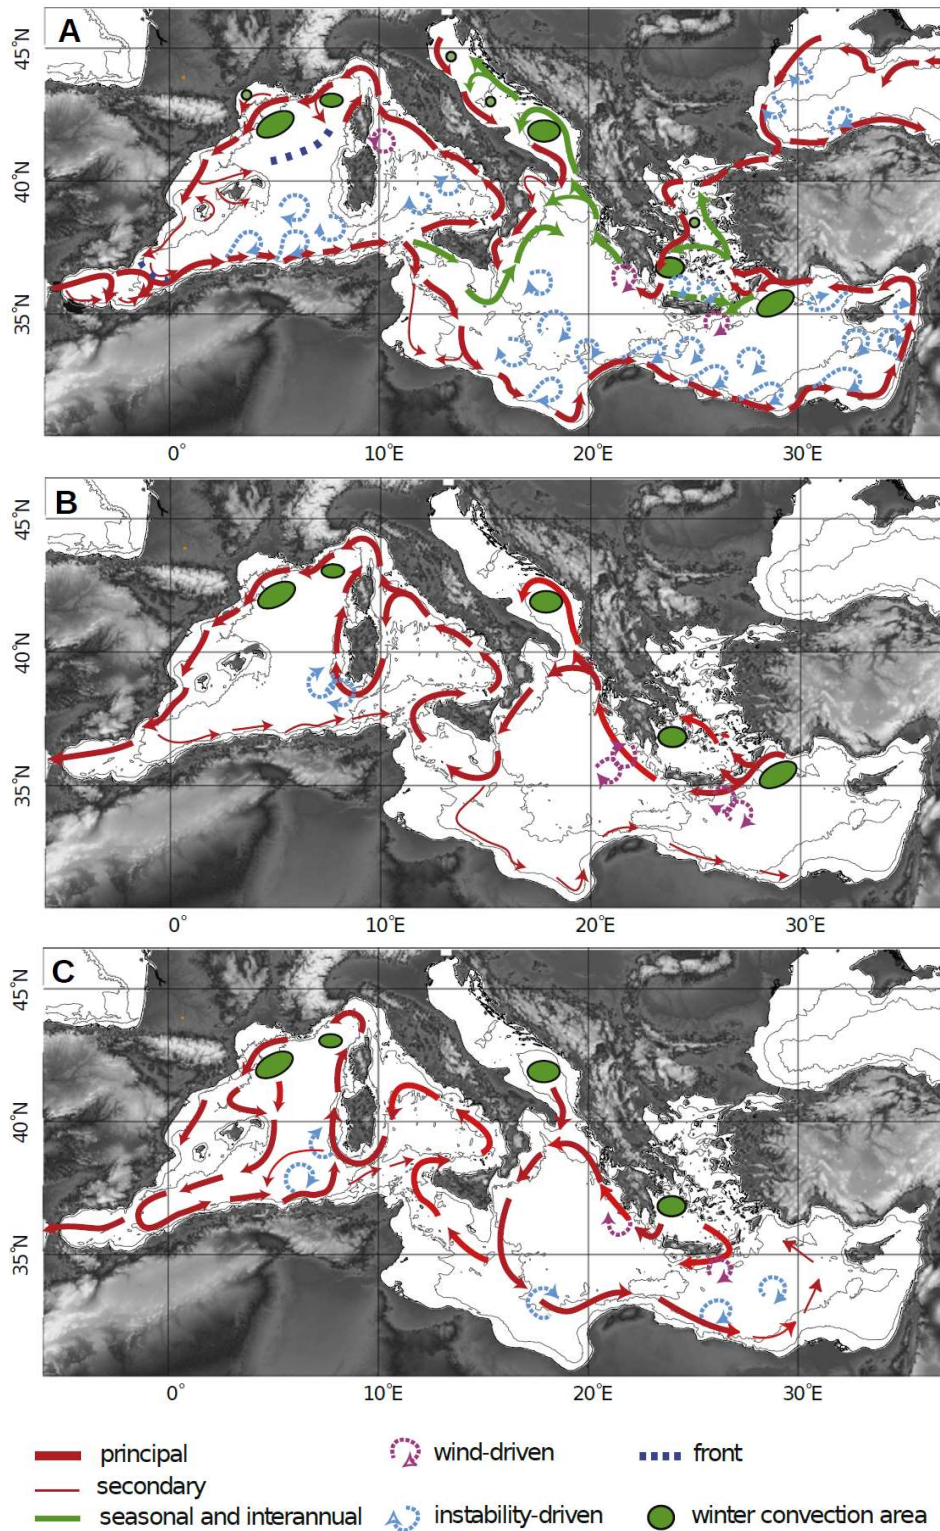 A
45°N
40°N
35°N
0° 10°E 20°E 30°E
B
45°N
40°N
35°N
0° 10°E 20°E 30°E
C
45°N
40°N
35°N
0° 10°E 20°E 30°E
principal wind-driven front
secondary
seasonal and interannual instability-driven winter convection area